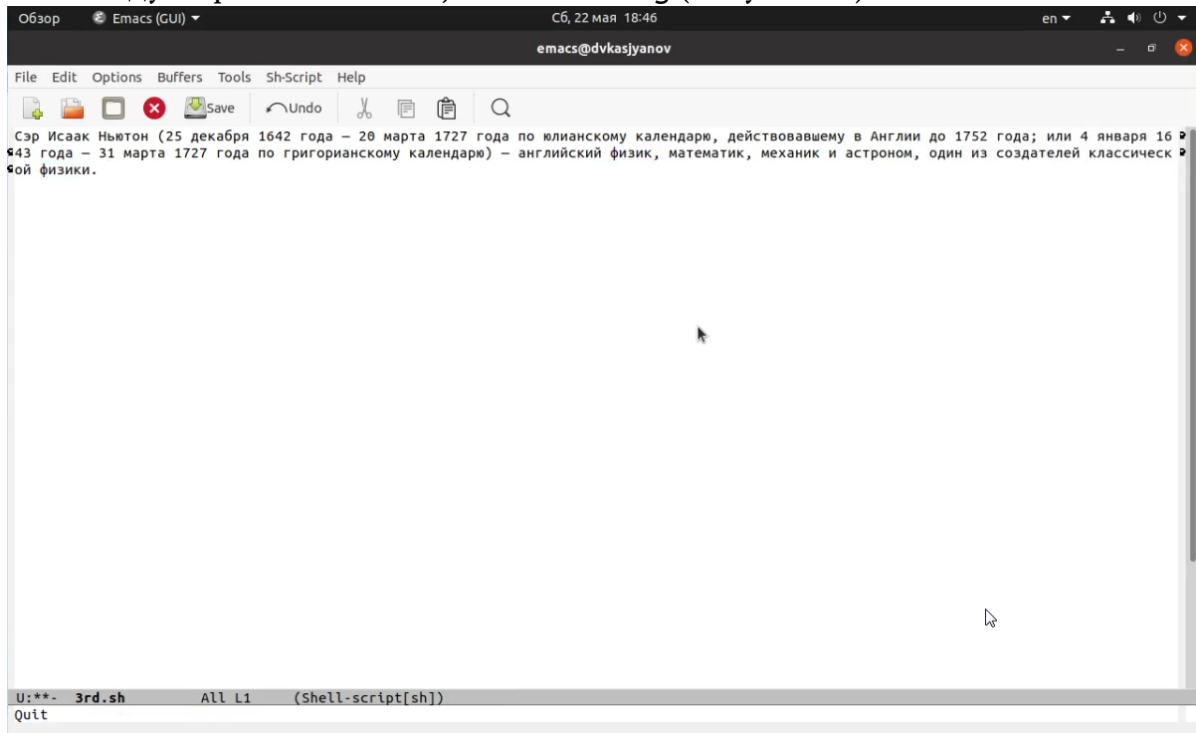 Обзор Emacs (GUI) Сб, 22 мая 18:46 en
emacs@dvkasjyanov
File Edit Options Buffers Tools Sh-Script Help
Save Undo
Сэр Исаак Ньютон (25 декабря 1642 года – 20 марта 1727 года по юлианскому календарю, действовавшему в Англии до 1752 года; или 4 января 16
43 года – 31 марта 1727 года по григорианскому календарю) – английский физик, математик, механик и астроном, один из создателей классическ
ой физики.
U:**- 3rd.sh All L1 (Shell-script[sh])
Quit